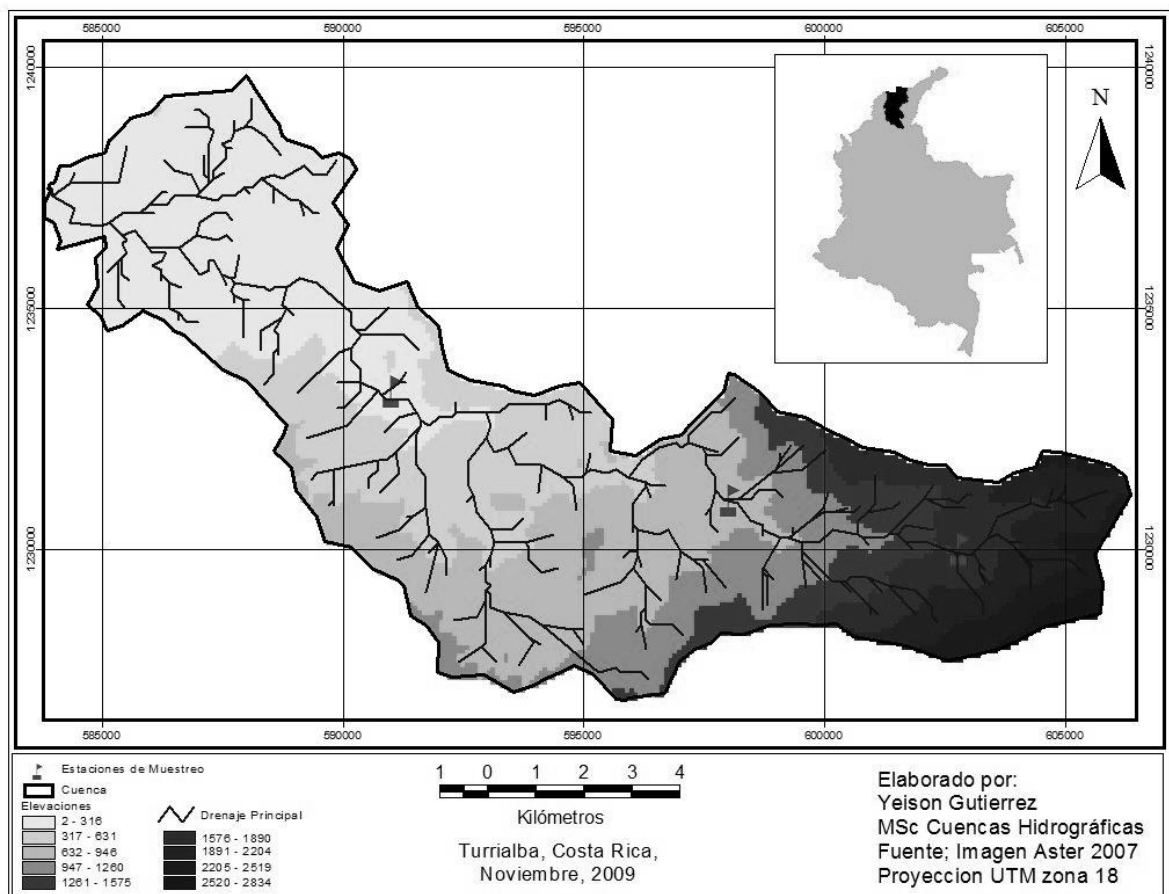 585000 590000 595000 600000 605000
1240000 1240000
N
1235000 1235000
1230000 1230000
585000 590000 595000 600000 605000
Estaciones de Muestreo
Cuenca
Elevaciones
2 - 316
317 - 631
632 - 946
947 - 1260
1261 - 1575
Drenaje Principal
1576 - 1890
1891 - 2204
2205 - 2519
2520 - 2834
1 0 1 2 3 4
Kilómetros
Turrialba, Costa Rica,
Noviembre, 2009
Elaborado por:
Yeison Gutierrez
MSc Cuencas Hidrográficas
Fuente; Imagen Aster 2007
Proyeccion UTM zona 18